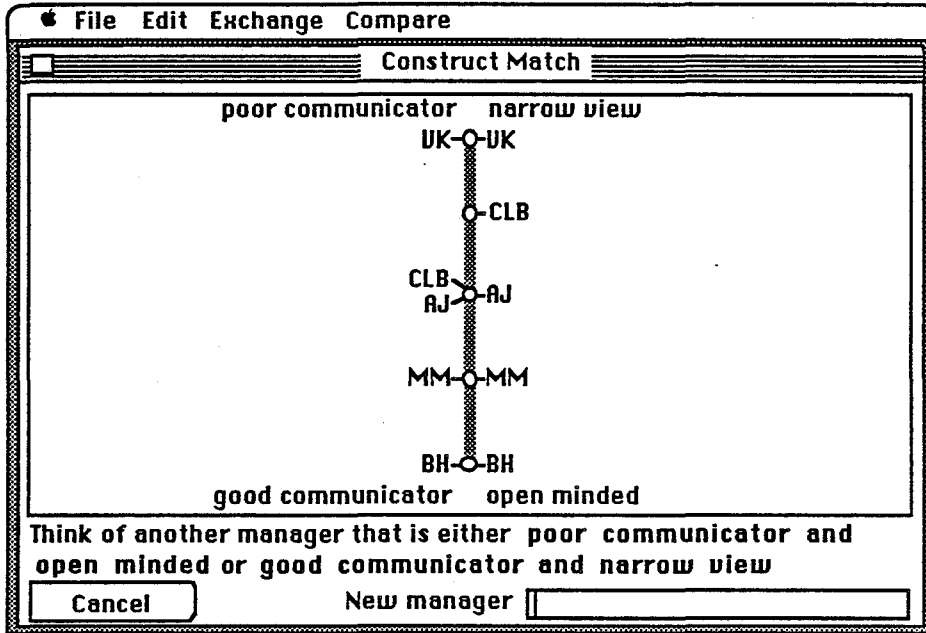 File Edit Exchange Compare
Construct Match
poor communicator narrow view
VK VK
CLB
CLB
AJ AJ
MM MM
BH BH
good communicator open minded
Think of another manager that is either poor communicator and
open minded or good communicator and narrow view
Cancel New manager